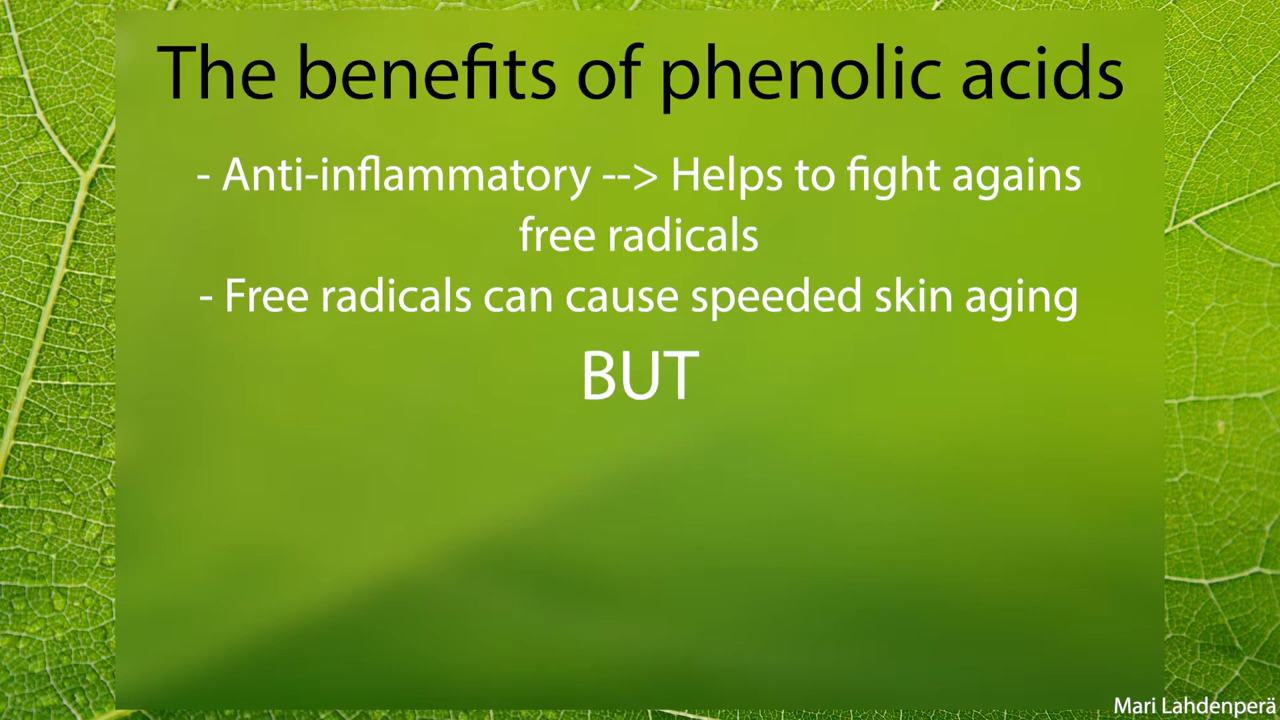 The benefits of phenolic acids
- Anti-inflammatory --> Helps to fight agains
free radicals
- Free radicals can cause speeded skin aging
BUT
Mari Lahdenperä